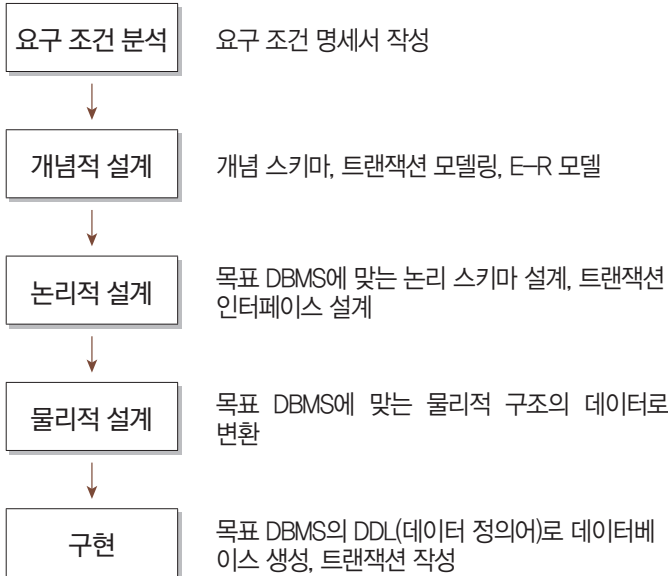 요구 조건 분석
요구 조건 명세서 작성
개념적 설계
개념 스키마, 트랜잭션 모델링, E-R 모델
논리적 설계
목표 DBMS에 맞는 논리 스키마 설계, 트랜잭션
인터페이스 설계
물리적 설계
목표 DBMS에 맞는 물리적 구조의 데이터로
변환
구현
목표 DBMS의 DDL(데이터 정의어)로 데이터베
이스 생성, 트랜잭션 작성